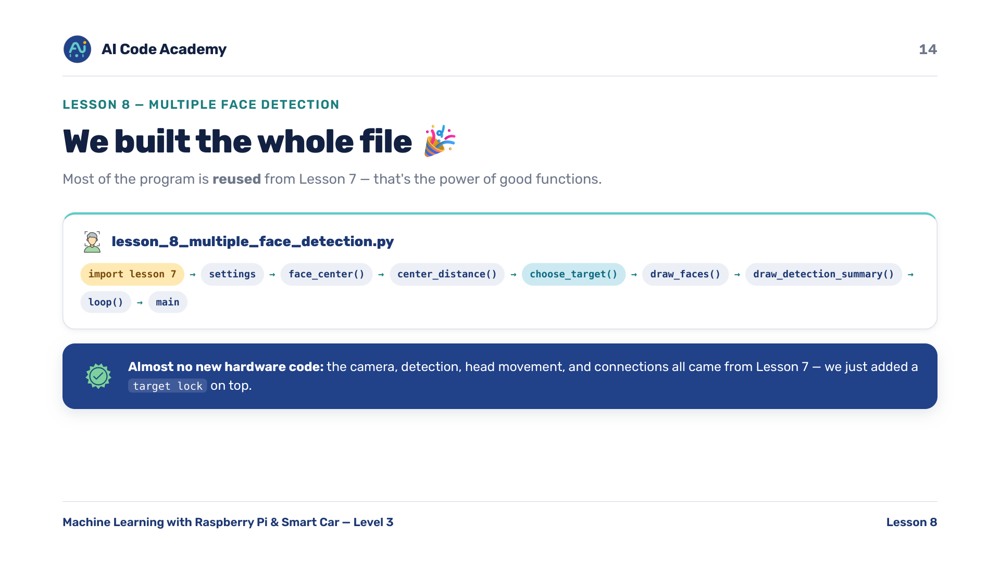 AI Code Academy
14
LESSON 8 — MULTIPLE FACE DETECTION
We built the whole file 🎉
Most of the program is reused from Lesson 7 — that's the power of good functions.
lesson_8_multiple_face_detection.py
import lesson 7 → settings → face_center() → center_distance() → choose_target() → draw_faces() → draw_detection_summary() →
loop() → main
Almost no new hardware code: the camera, detection, head movement, and connections all came from Lesson 7 — we just added a
target lock on top.
Machine Learning with Raspberry Pi & Smart Car — Level 3
Lesson 8